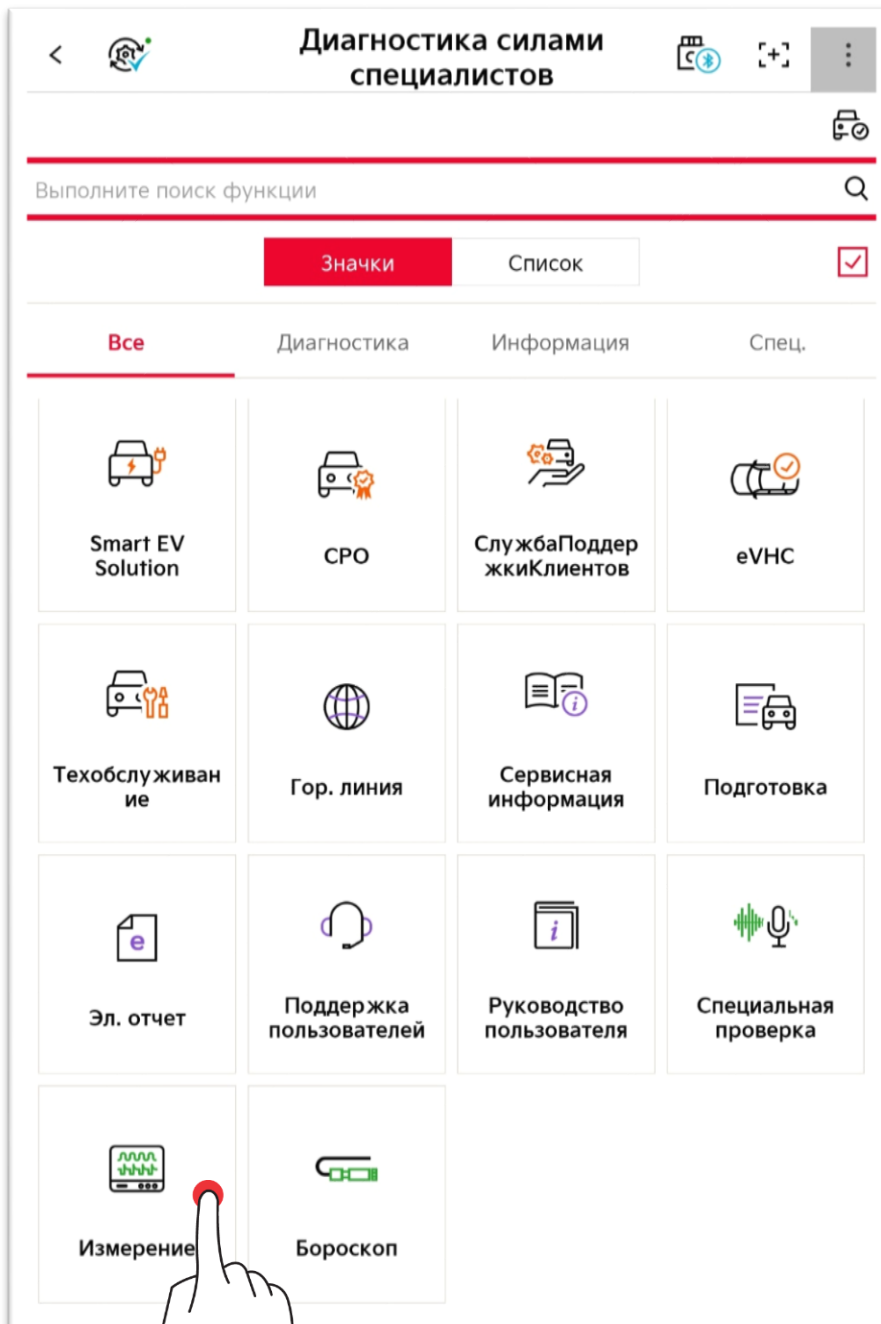 Диагностика силами
специалистов
Выполните поиск функции
Значки
Список
Все
Диагностика
Информация
Спец.
Smart EV
Solution
CPO
СлужбаПоддер
жкиКлиентов
eVHC
Техобслуживан
ие
Гор. линия
Сервисная
информация
Подготовка
e
Эл. отчет
Поддержка
пользователей
i
Руководство
пользователя
Специальная
проверка
Измерение
Бороскоп